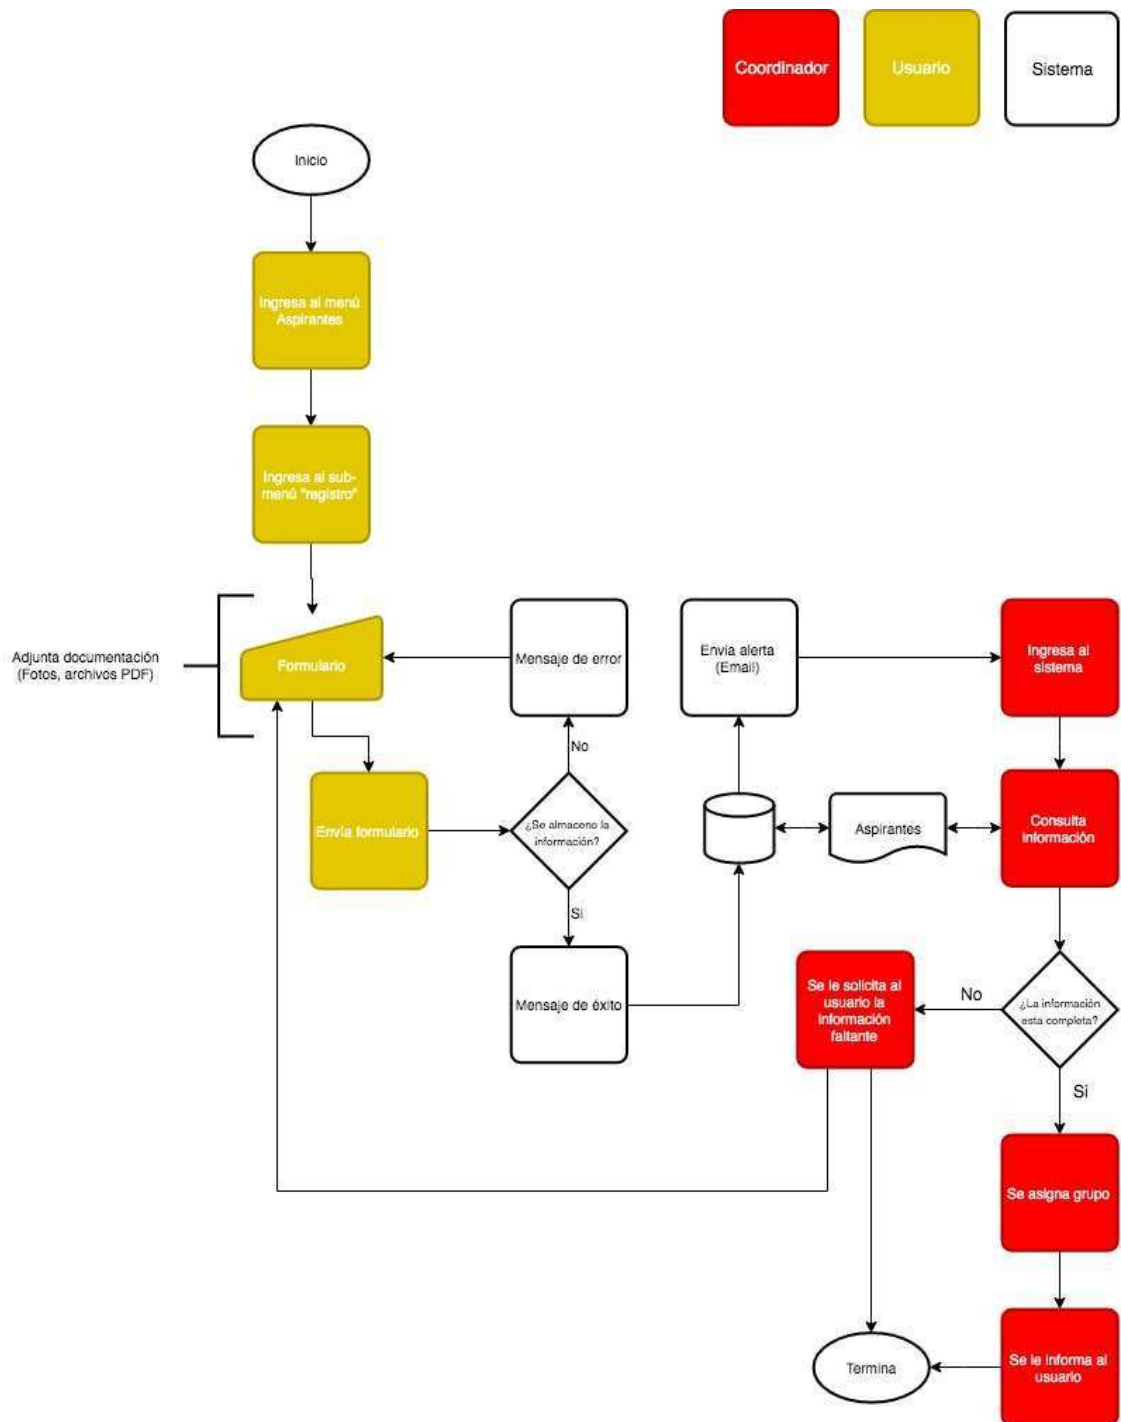 Coordinador
Usuario
Sistema
Inicio
Ingresa al menú
Aspirantes
Ingresa al sub-
menú "registro"
Adjunta documentación
(Fotos, archivos PDF)
Formulario
Mensaje de error
Envia alerta
(Email)
Ingresa al
sistema
No
Envía formulario
¿Se almaceno la
información?
Aspirantes
Consulta
información
Si
Mensaje de éxito
Se le solicita al
usuario la
información
faltante
No
¿La información
esta completa?
Si
Se asigna grupo
Termina
Se le informa al
usuario